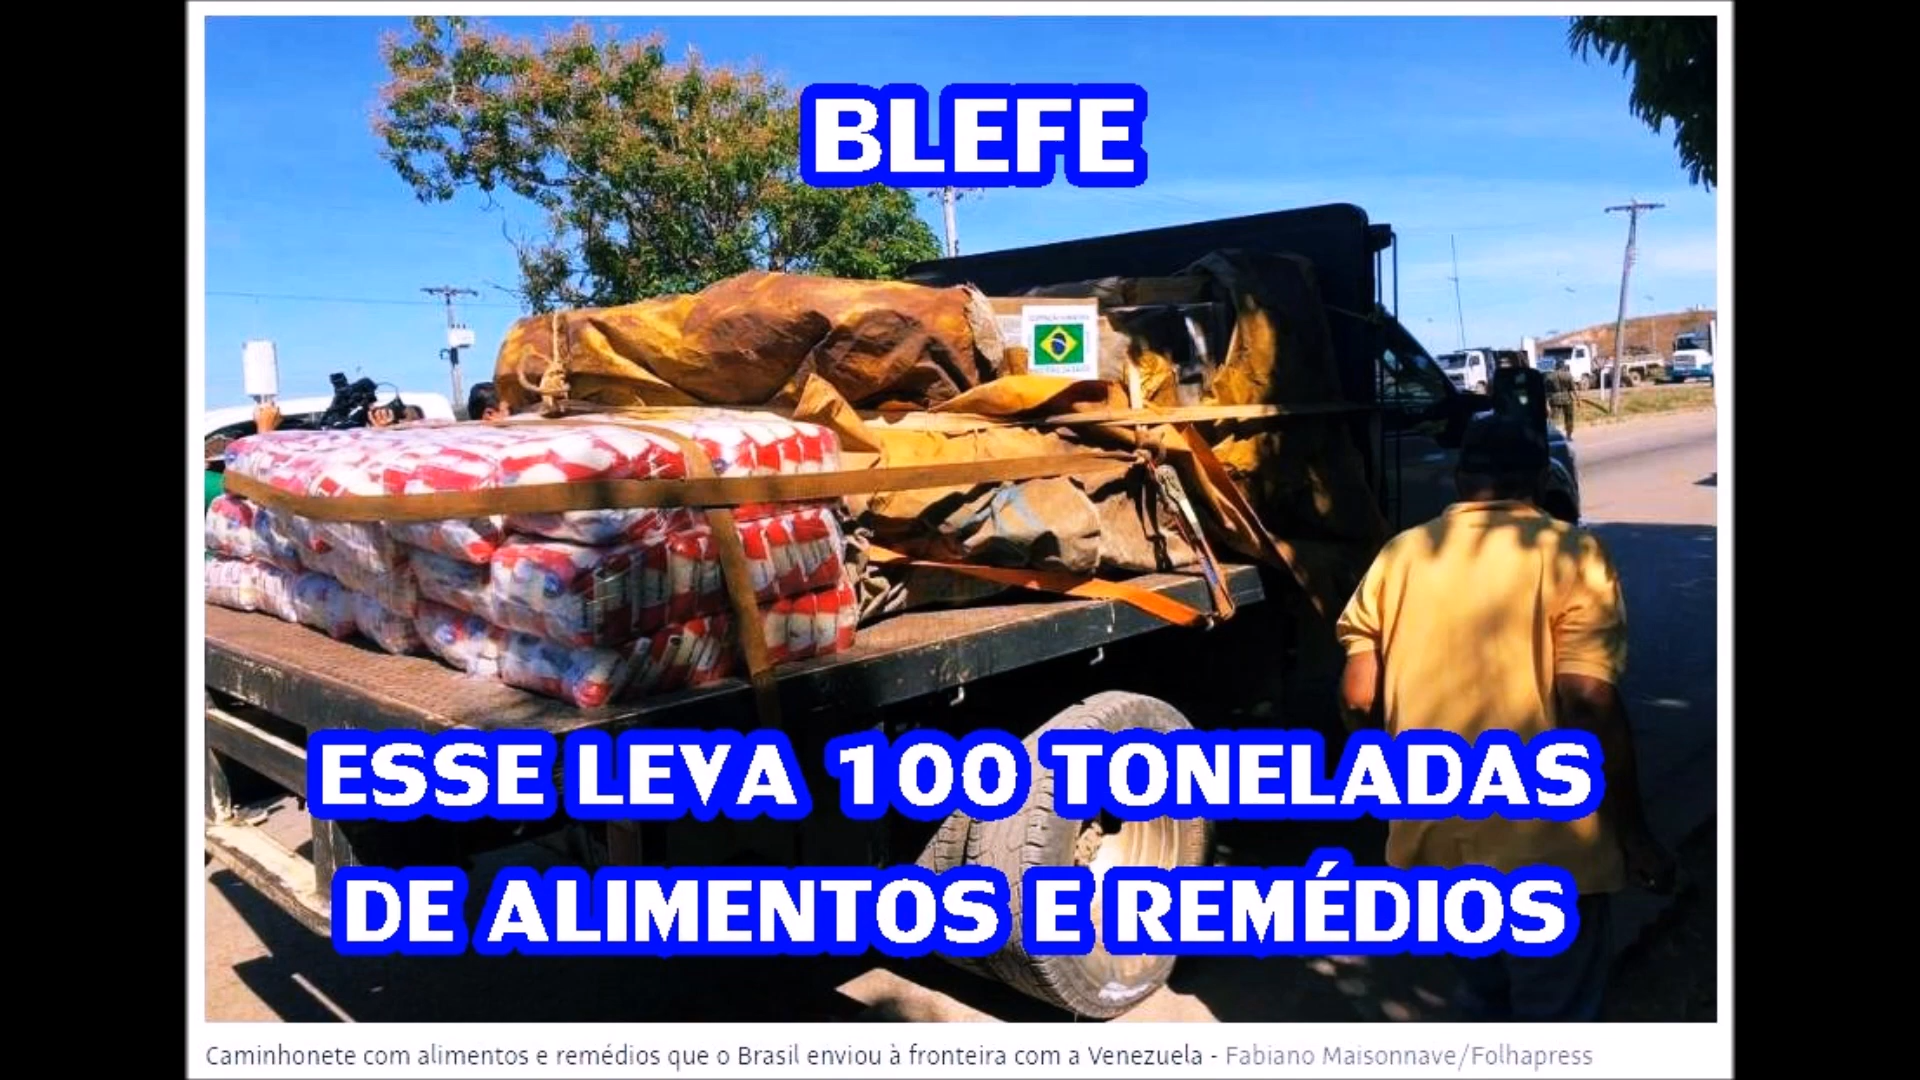 BLEFE
ESSE LEVA 100 TONELADAS
DE ALIMENTOS E REMÉDIOS
Caminhonete com alimentos e remédios que o Brasil enviou à fronteira com a Venezuela - Fabiano Maisonnave/Folhapress